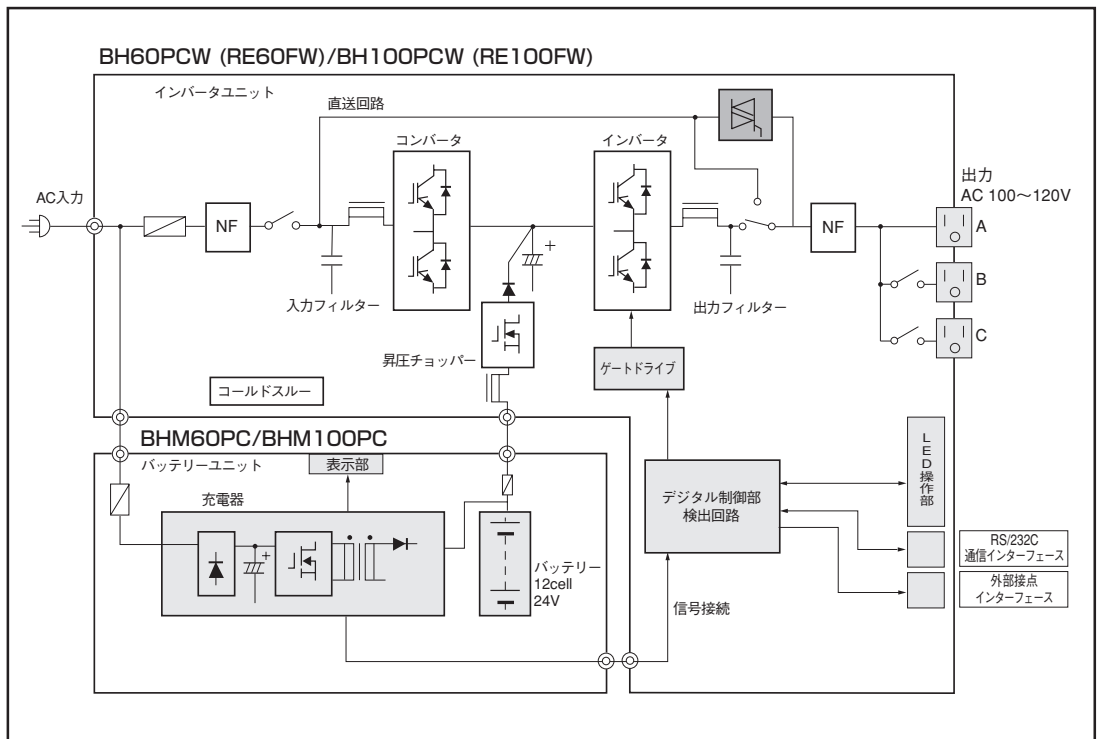 BH60PCW (RE60FW)/BH100PCW (RE100FW)
インバータユニット
直送回路
コンバータ
インバータ
AC入力
NF
NF
出力
AC 100～120V
A
B
C
入力フィルター
+
出力フィルター
昇圧チョッパー
ゲートドライブ
コールドスルー
BHM60PC/BHM100PC
バッテリーユニット
表示部
充電器
+
バッテリー
12cell
24V
デジタル制御部
検出回路
LED操作部
RS/232C
通信インターフェース
外部接点
インターフェース
信号接続